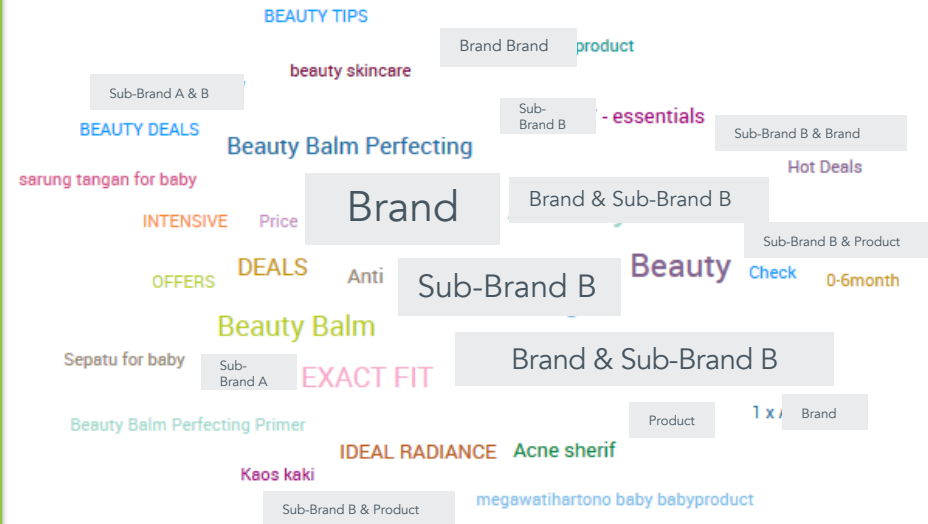 BEAUTY TIPS
Brand Brand
product
beauty skincare
Sub-Brand A & B
Sub-
Brand B
- essentials
BEAUTY DEALS
Sub-Brand B & Brand
Beauty Balm Perfecting
Hot Deals
sarung tangan for baby
Brand
Brand & Sub-Brand B
INTENSIVE
Price
Sub-Brand B & Product
DEALS
Anti
Sub-Brand B
Beauty
Check
0-6month
OFFERS
Beauty Balm
Sepatu for baby
Sub-
Brand A
EXACT FIT
Brand & Sub-Brand B
Beauty Balm Perfecting Primer
Product
1 x
Brand
IDEAL RADIANCE
Acne sherif
Kaos kaki
Sub-Brand B & Product
megawatihartono baby babyproduct